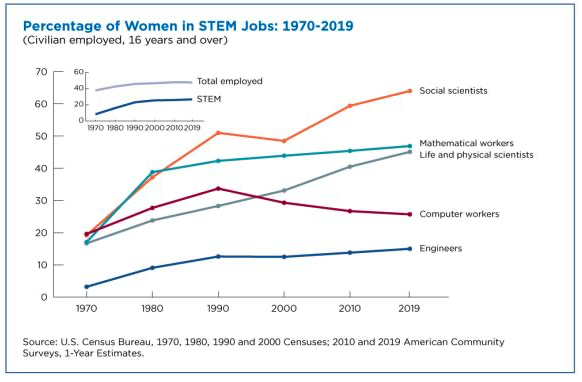 Percentage of Women in STEM Jobs: 1970-2019
(Civilian employed, 16 years and over)
70
60
50
40
30
20
10
0
60
40
20
0
1970 1980 1990 2000 2010 2019
Total employed
STEM
Social scientists
Mathematical workers
Life and physical scientists
Computer workers
Engineers
1970 1980 1990 2000 2010 2019
Source: U.S. Census Bureau, 1970, 1980, 1990 and 2000 Censuses; 2010 and 2019 American Community
Surveys, 1-Year Estimates.